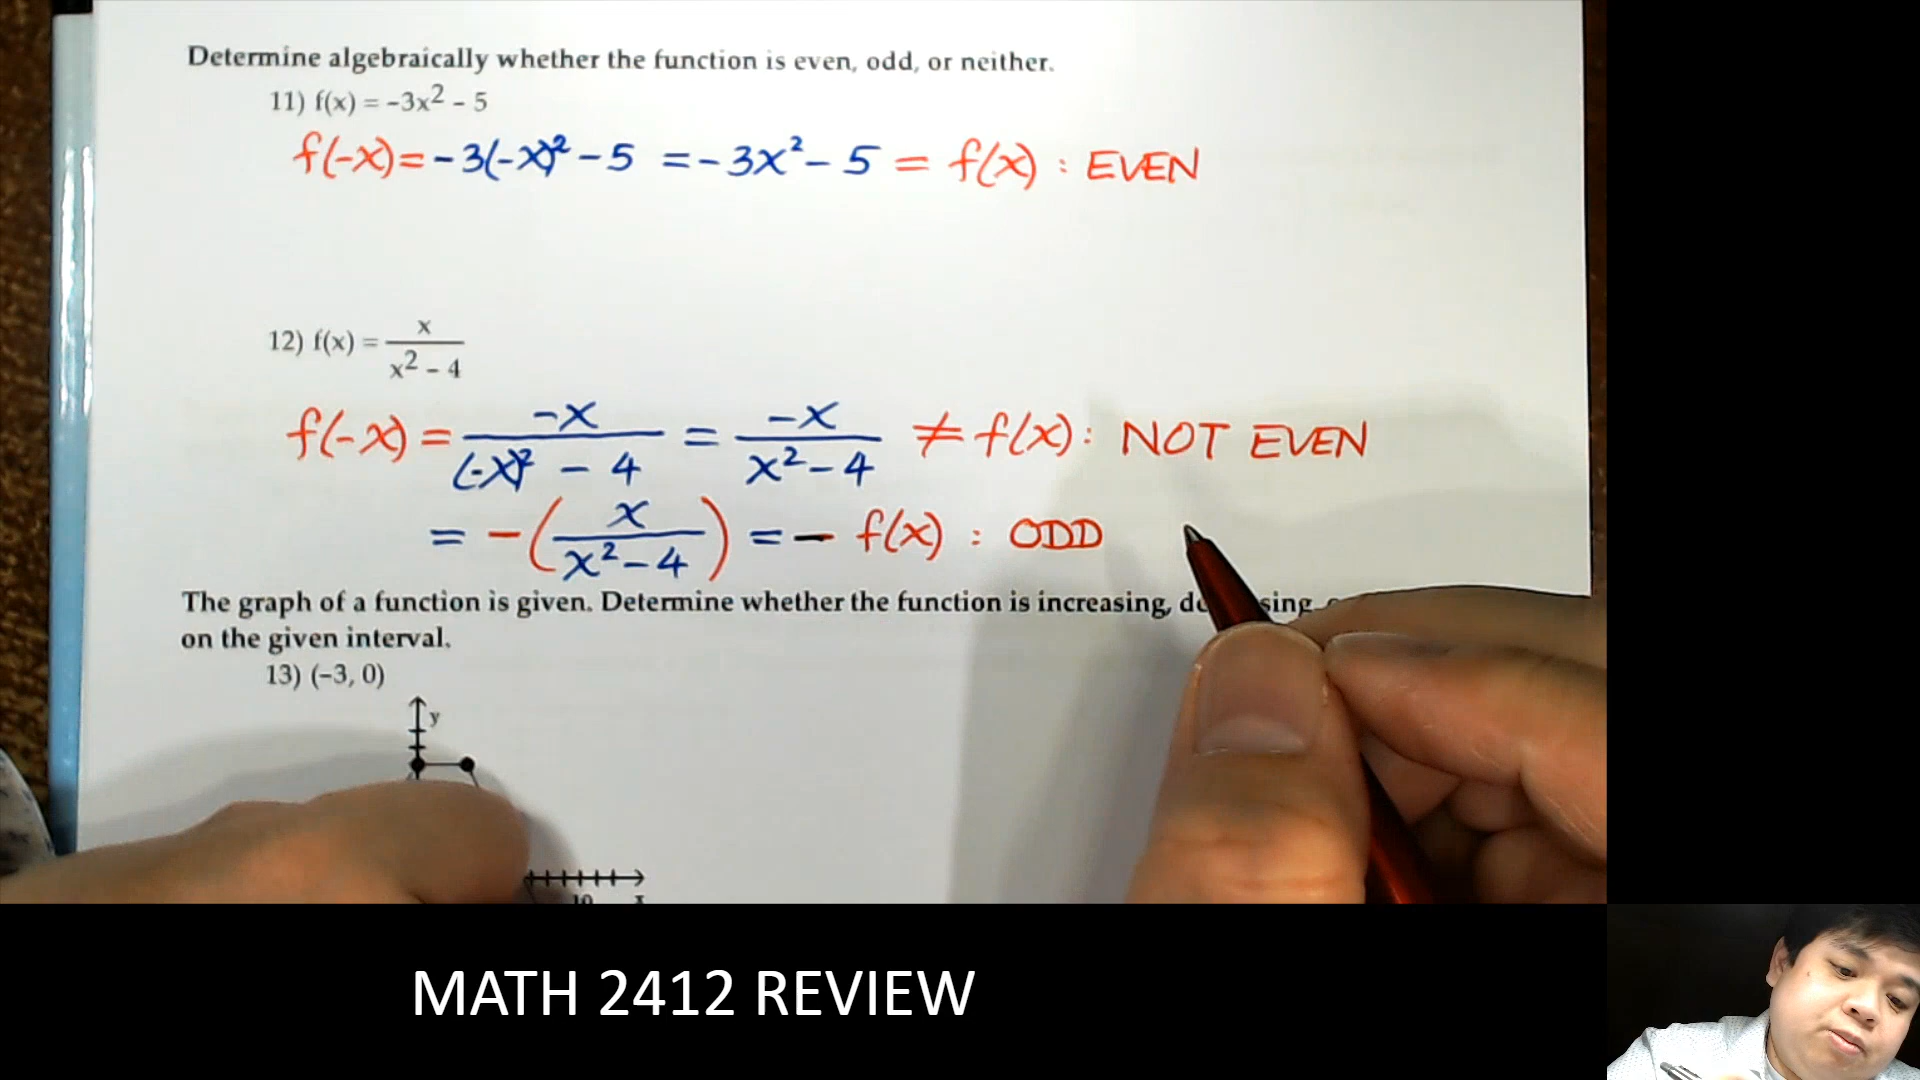 Determine algebraically whether the function is even, odd, or neither.
11) f(x) = -3x² - 5
f(-x) = -3(-x)² - 5 = -3x² - 5 = f(x) : EVEN
12) f(x) = x / (x² - 4)
f(-x) = -x / ((-x)² - 4) = -x / (x² - 4) ≠ f(x) : NOT EVEN
= -(x / (x² - 4)) = - f(x) : ODD
The graph of a function is given. Determine whether the function is increasing,
on the given interval.
13) (-3, 0)
y
10 x
MATH 2412 REVIEW